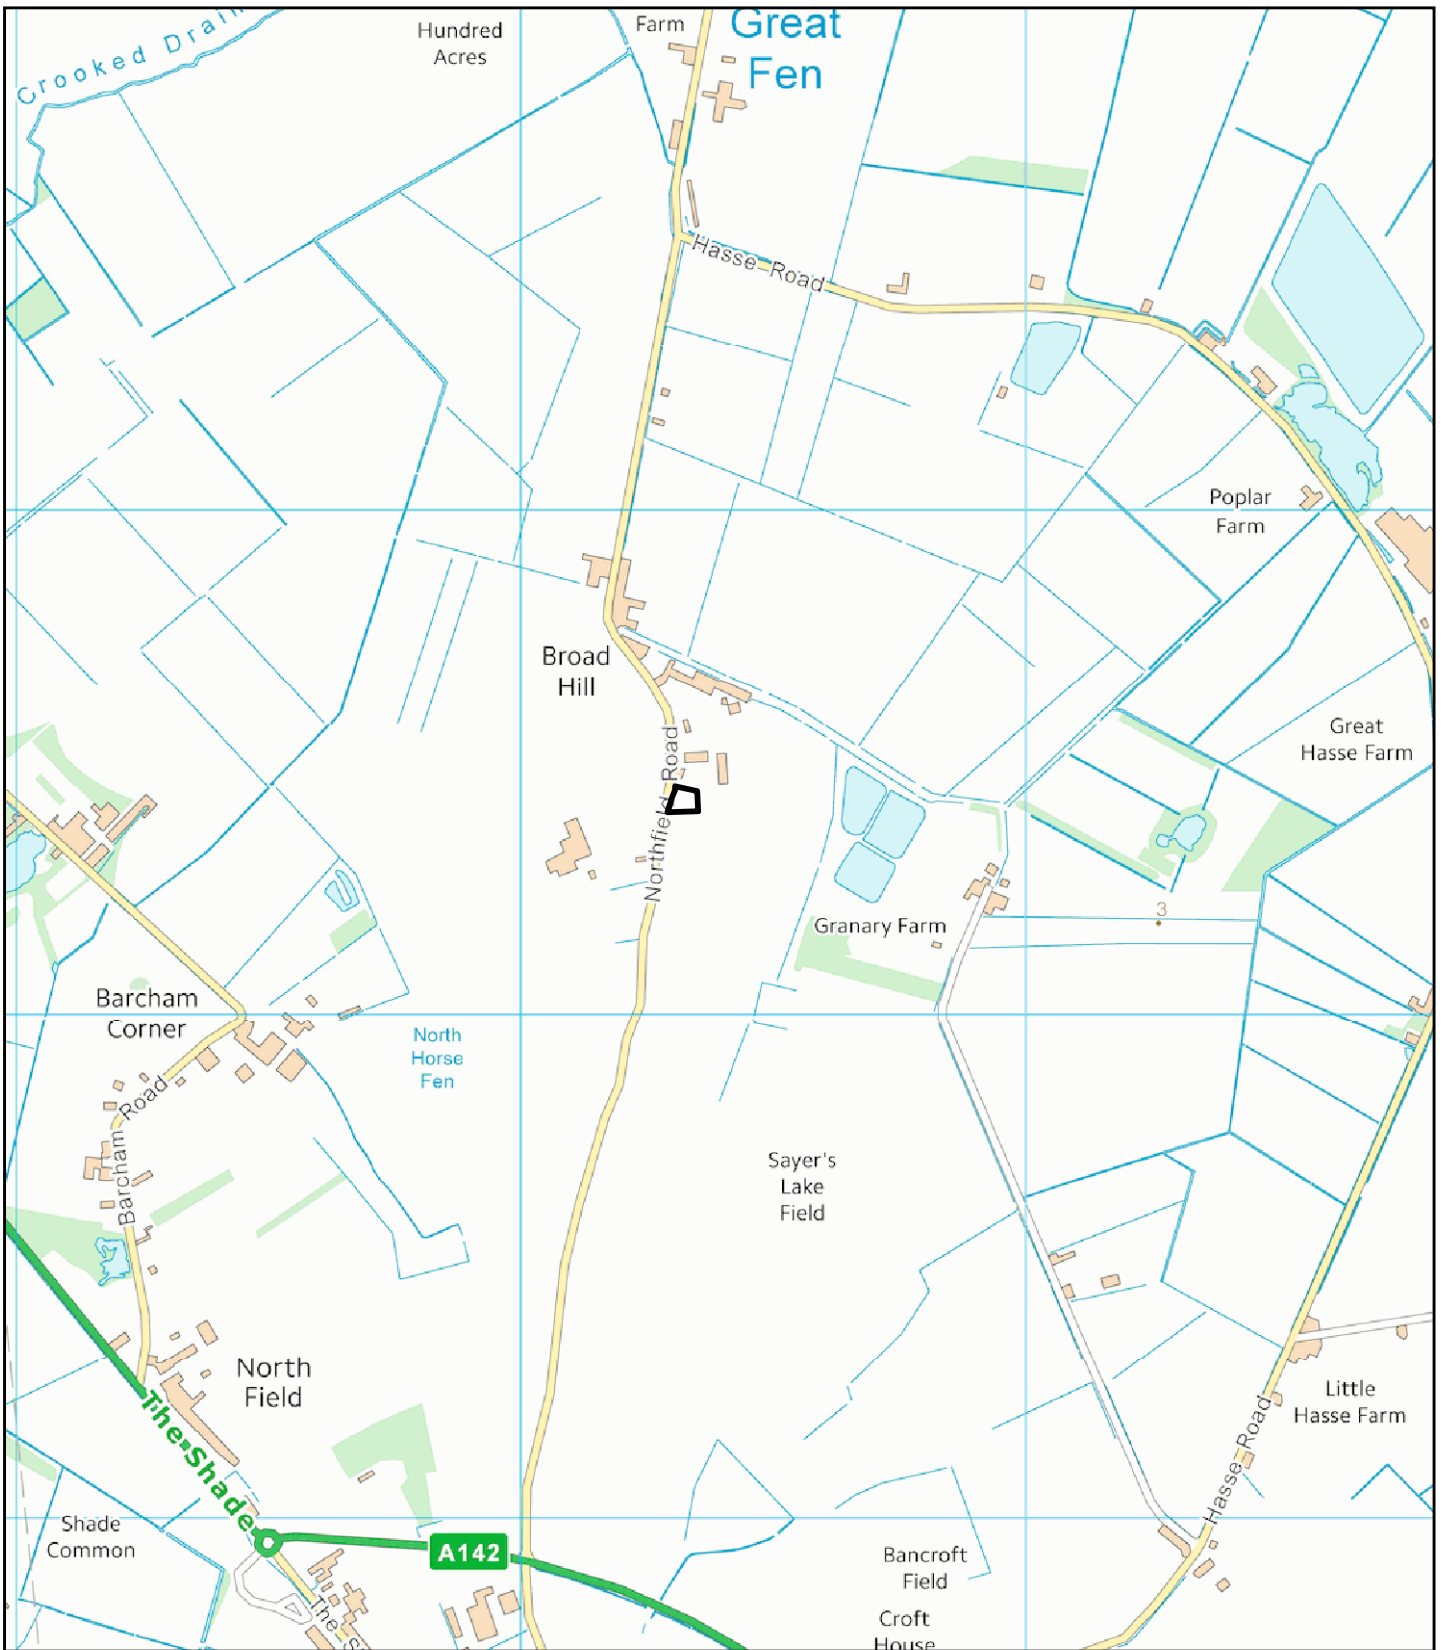 Crooked Drain
Hundred
Acres
Farm
Great
Fen
Hasse Road
Poplar
Farm
Broad
Hill
Great
Hasse Farm
Northfield Road
Granary Farm
3
Barcham
Corner
North
Horse
Fen
Barcham Road
Sayer's
Lake
Field
North
Field
Little
Hasse Farm
The Shade
Hasse Road
Shade
Common
A142
Bancroft
Field
Croft
House
The S